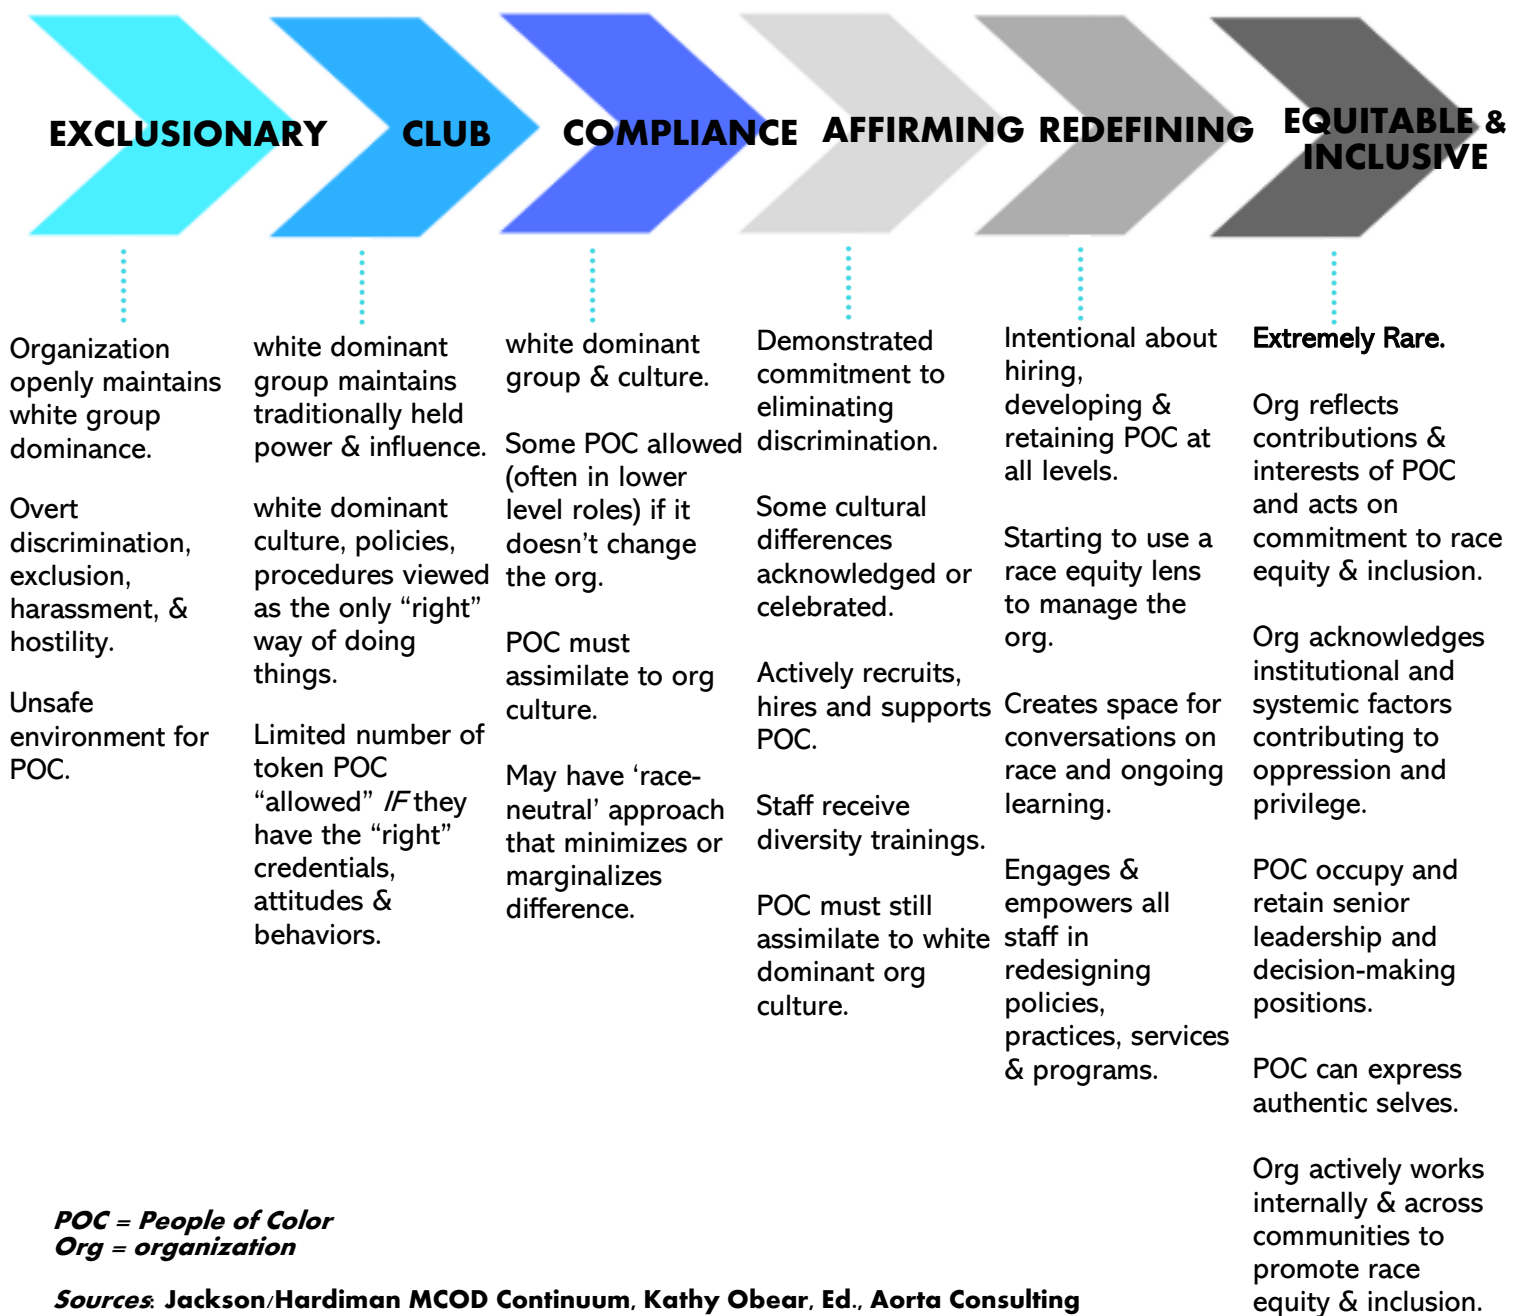 EXCLUSIONARY
CLUB
COMPLIANCE
AFFIRMING
REDEFINING
EQUITABLE &
INCLUSIVE
Organization
openly maintains
white group
dominance.
Overt
discrimination,
exclusion,
harassment, &
hostility.
Unsafe
environment for
POC.
white dominant
group maintains
traditionally held
power & influence.
white dominant
culture, policies,
procedures viewed
as the only “right”
way of doing
things.
Limited number of
token POC
“allowed” IF they
have the “right”
credentials,
attitudes &
behaviors.
white dominant
group & culture.
Some POC allowed
(often in lower
level roles) if it
doesn’t change
the org.
POC must
assimilate to org
culture.
May have ‘race-
neutral’ approach
that minimizes or
marginalizes
difference.
Demonstrated
commitment to
eliminating
discrimination.
Some cultural
differences
acknowledged or
celebrated.
Actively recruits,
hires and supports
POC.
Staff receive
diversity trainings.
POC must still
assimilate to white
dominant org
culture.
Intentional about
hiring,
developing &
retaining POC at
all levels.
Starting to use a
race equity lens
to manage the
org.
Creates space for
conversations on
race and ongoing
learning.
Engages &
empowers all
staff in
redesigning
policies,
practices, services
& programs.
Extremely Rare.
Org reflects
contributions &
interests of POC
and acts on
commitment to race
equity & inclusion.
Org acknowledges
institutional and
systemic factors
contributing to
oppression and
privilege.
POC occupy and
retain senior
leadership and
decision-making
positions.
POC can express
authentic selves.
Org actively works
internally & across
communities to
promote race
equity & inclusion.
POC = People of Color
Org = organization
Sources: Jackson/Hardiman MCOD Continuum, Kathy Obear, Ed., Aorta Consulting